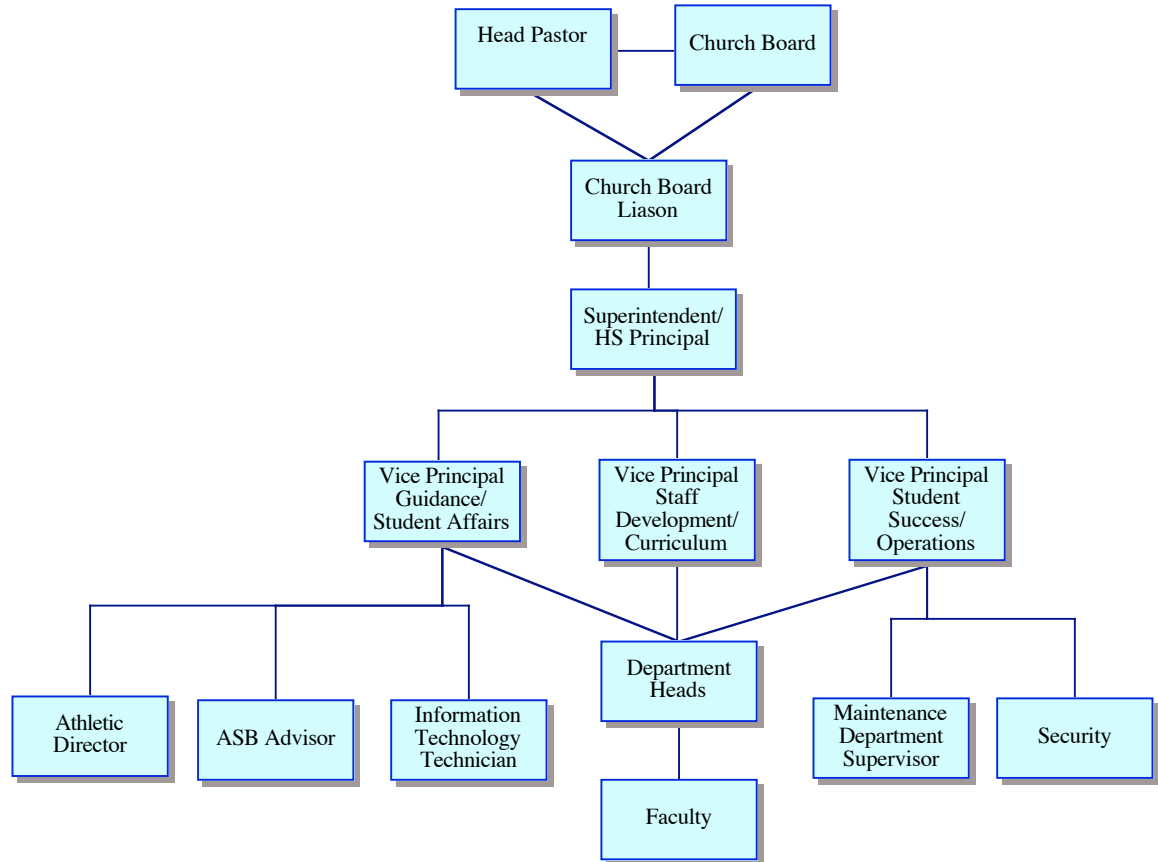 Head Pastor
Church Board
Church Board
Liason
Superintendent/
HS Principal
Vice Principal
Guidance/
Student Affairs
Vice Principal
Staff
Development/
Curriculum
Vice Principal
Student
Success/
Operations
Department
Heads
Athletic
Director
ASB Advisor
Information
Technology
Technician
Maintenance
Department
Supervisor
Security
Faculty